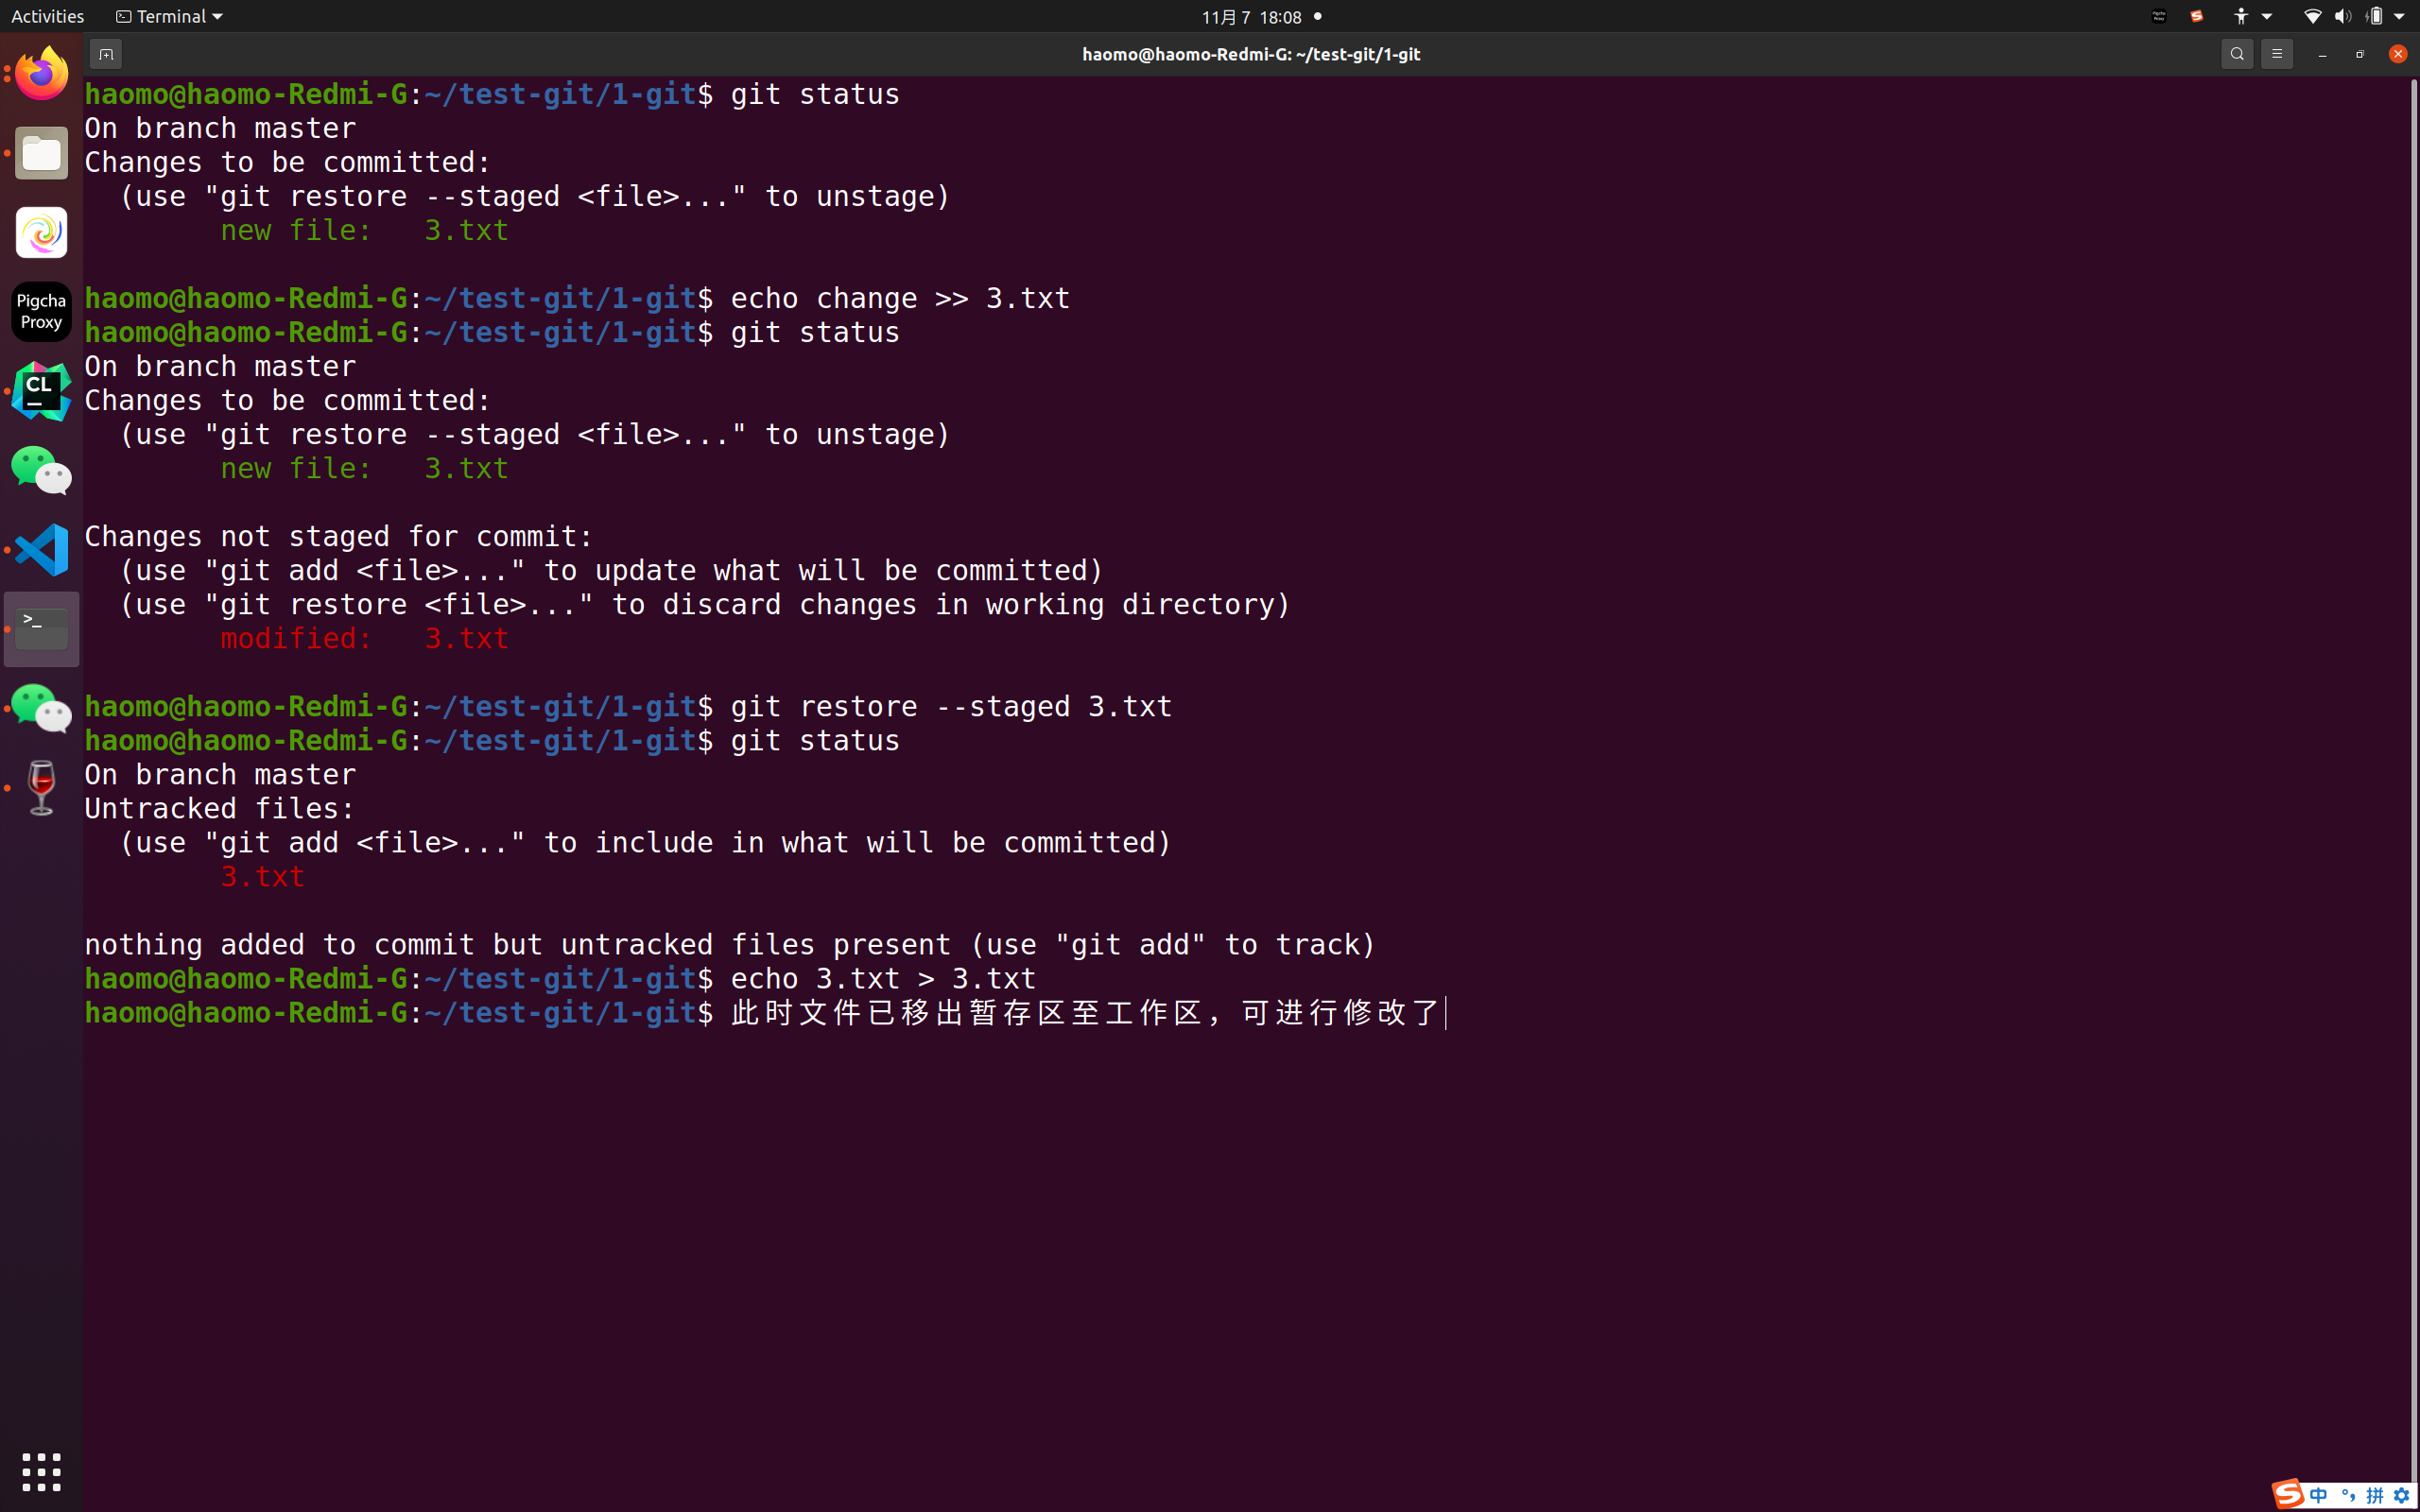 Activities Terminal 11月 7 18:08
haomo@haomo-Redmi-G: ~/test-git/1-git
haomo@haomo-Redmi-G:~/test-git/1-git$ git status
On branch master
Changes to be committed:
  (use "git restore --staged <file>..." to unstage)
        new file:   3.txt
haomo@haomo-Redmi-G:~/test-git/1-git$ echo change >> 3.txt
haomo@haomo-Redmi-G:~/test-git/1-git$ git status
On branch master
Changes to be committed:
  (use "git restore --staged <file>..." to unstage)
        new file:   3.txt
Changes not staged for commit:
  (use "git add <file>..." to update what will be committed)
  (use "git restore <file>..." to discard changes in working directory)
        modified:   3.txt
haomo@haomo-Redmi-G:~/test-git/1-git$ git restore --staged 3.txt
haomo@haomo-Redmi-G:~/test-git/1-git$ git status
On branch master
Untracked files:
  (use "git add <file>..." to include in what will be committed)
        3.txt
nothing added to commit but untracked files present (use "git add" to track)
haomo@haomo-Redmi-G:~/test-git/1-git$ echo 3.txt > 3.txt
haomo@haomo-Redmi-G:~/test-git/1-git$ 此时文件已移出暂存区至工作区，可进行修改了
Pigcha
Proxy
CL
>_
S 中 °, 拼